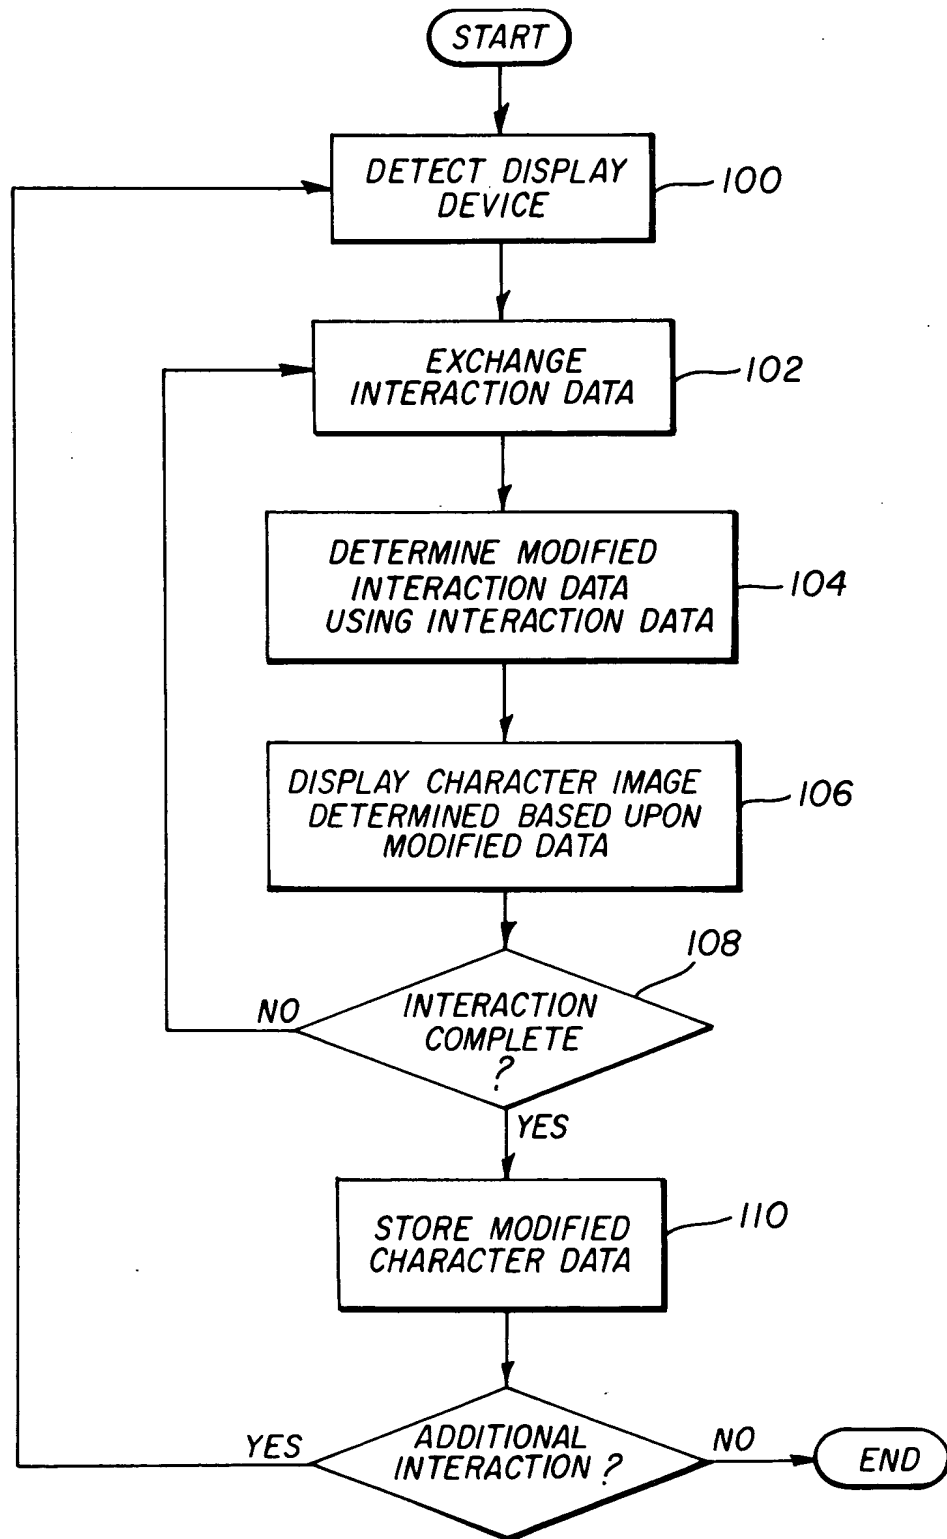 START
DETECT DISPLAY
DEVICE
100
EXCHANGE
INTERACTION DATA
102
DETERMINE MODIFIED
INTERACTION DATA
USING INTERACTION DATA
104
DISPLAY CHARACTER IMAGE
DETERMINED BASED UPON
MODIFIED DATA
106
108
NO
INTERACTION
COMPLETE
?
YES
STORE MODIFIED
CHARACTER DATA
110
YES
ADDITIONAL
INTERACTION ?
NO
END